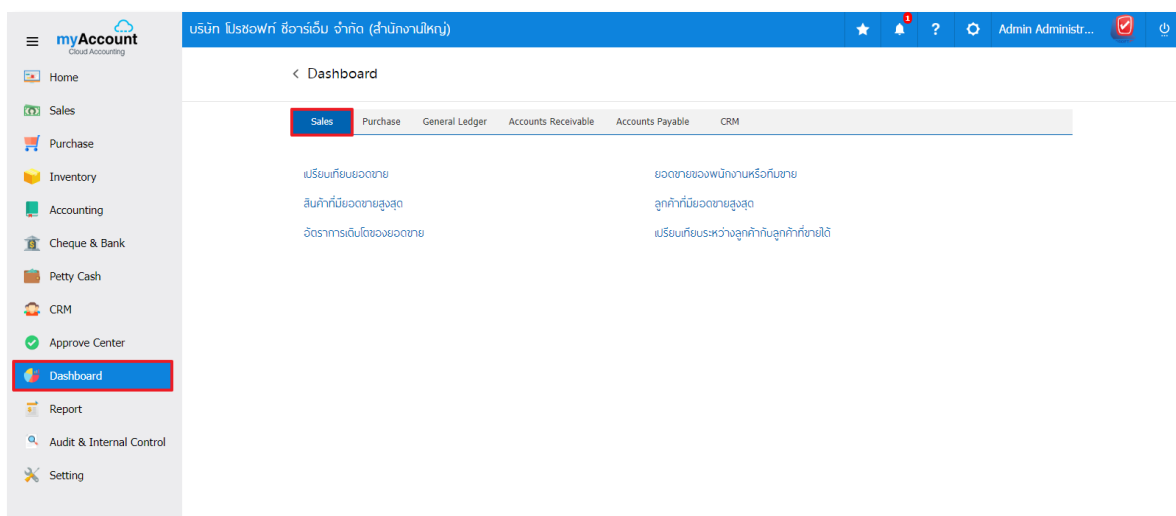 myAccount
Cloud Accounting
บริษัท โปรซอฟท์ ซีอาร์เอ็ม จำกัด (สำนักงานใหญ่)
1
?
Admin Administr...
Home
Sales
Purchase
Inventory
Accounting
Cheque & Bank
Petty Cash
CRM
Approve Center
Dashboard
Report
Audit & Internal Control
Setting
< Dashboard
Sales Purchase General Ledger Accounts Receivable Accounts Payable CRM
เปรียบเทียบยอดขาย ยอดขายของพนักงานหรือทีมขาย
สินค้าที่มียอดขายสูงสุด ลูกค้าที่มียอดขายสูงสุด
อัตราการเติบโตของยอดขาย เปรียบเทียบระหว่างลูกค้ากับลูกค้าที่ขายได้